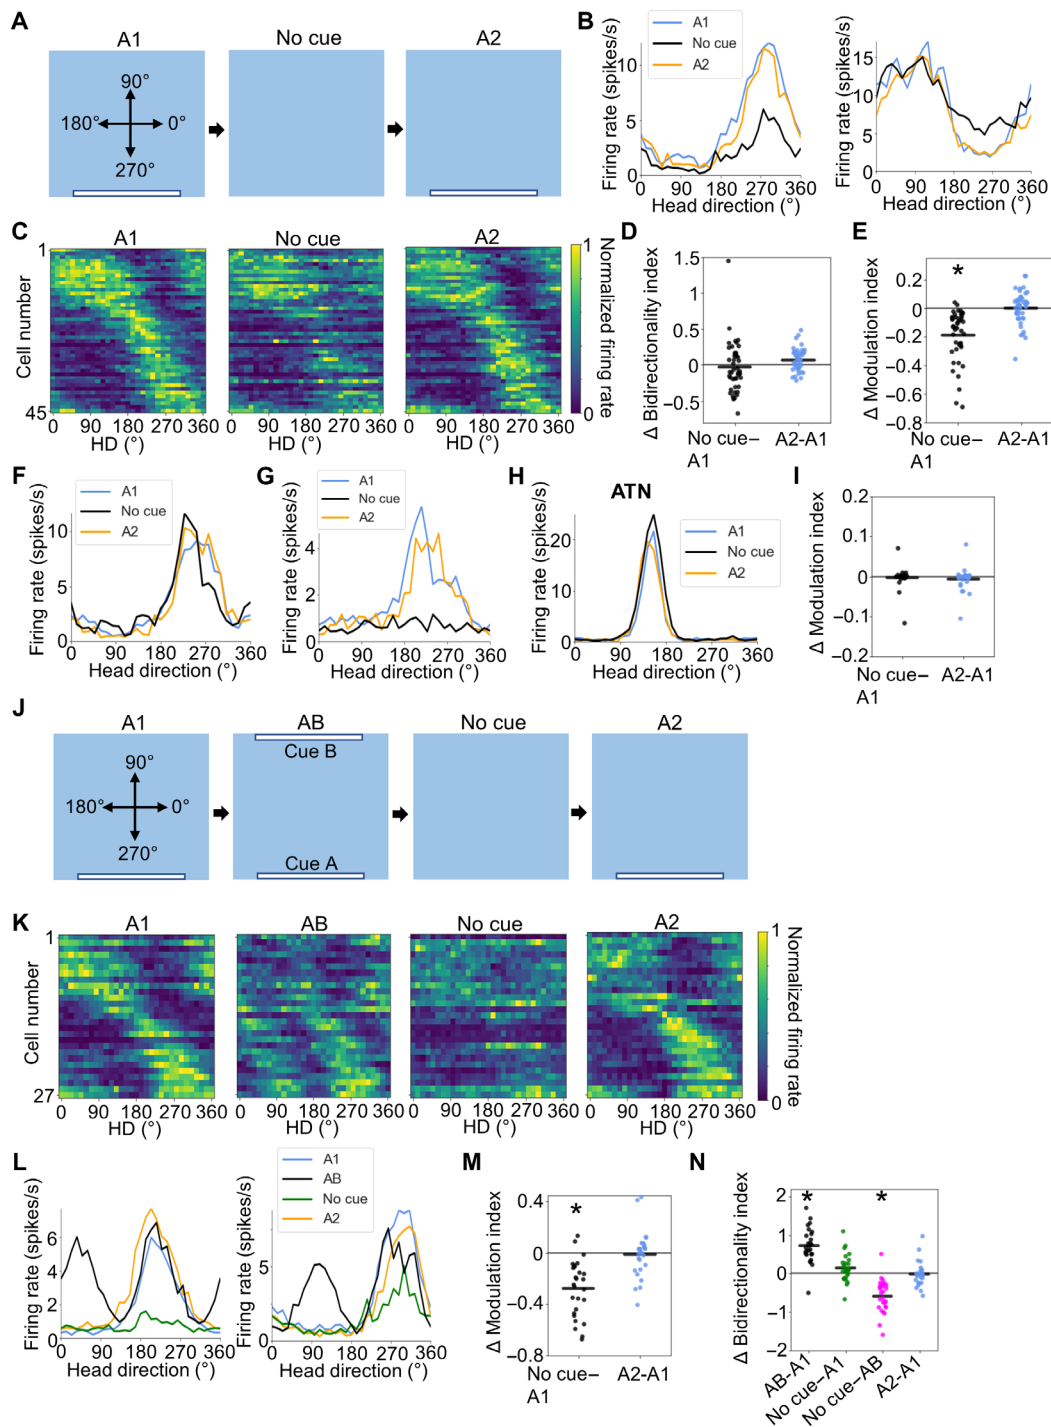 A
A1
No cue
A2
90°
180°
0°
270°
B
Firing rate (spikes/s)
10
5
0
A1
No cue
A2
0 90 180 270 360
Head direction (°)
Firing rate (spikes/s)
15
10
5
0
0 90 180 270 360
Head direction (°)
C
A1
No cue
A2
Cell number
1
45
0 90 180 270 360
HD (°)
0 90 180 270 360
HD (°)
0 90 180 270 360
HD (°)
1
0
Normalized firing rate
D
Δ Bidirectionality index
1.5
1
0.5
0
−0.5
No cue−
A1
A2-A1
E
Δ Modulation index
0.2
0
−0.2
−0.4
−0.6
−0.8
*
No cue−
A1
A2-A1
F
Firing rate (spikes/s)
10
5
0
A1
No cue
A2
0 90 180 270 360
Head direction (°)
G
Firing rate (spikes/s)
4
2
0
A1
No cue
A2
0 90 180 270 360
Head direction (°)
H
ATN
Firing rate (spikes/s)
20
10
0
A1
No cue
A2
0 90 180 270 360
Head direction (°)
I
Δ Modulation index
0.2
0.1
0
−0.1
−0.2
No cue−
A1
A2-A1
J
A1
AB
No cue
A2
90°
180°
0°
270°
Cue B
Cue A
K
A1
AB
No cue
A2
Cell number
1
27
0 90 180 270 360
HD (°)
0 90 180 270 360
HD (°)
0 90 180 270 360
HD (°)
0 90 180 270 360
HD (°)
1
0
Normalized firing rate
L
Firing rate (spikes/s)
6
4
2
0
0 90 180 270 360
Head direction (°)
A1
AB
No cue
A2
Firing rate (spikes/s)
5
0
0 90 180 270 360
Head direction (°)
M
Δ Modulation index
0.4
0
−0.4
−0.8
*
No cue−
A1
A2-A1
N
Δ Bidirectionality index
2
1
0
−1
−2
*
*
AB-A1
No cue−A1
No cue−AB
A2-A1